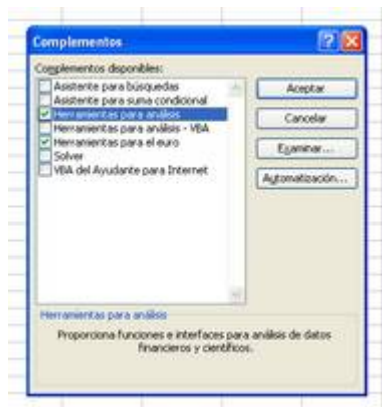 Complementos
Complementos disponibles:
Asistente para búsquedas
Asistente para suma condicional
Herramientas para análisis
Herramientas para análisis - VBA
Herramientas para el euro
Solver
VBA del Ayudante para Internet
Aceptar
Cancelar
Examinar...
Automatización...
Herramientas para análisis
Proporciona funciones e interfaces para análisis de datos
financieros y científicos.